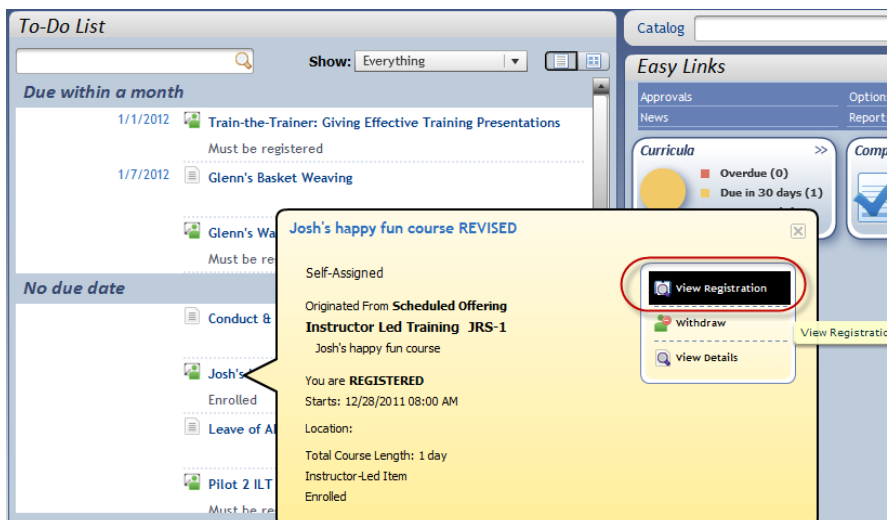 To-Do List
Show: Everything
Due within a month
1/1/2012 Train-the-Trainer: Giving Effective Training Presentations
Must be registered
1/7/2012 Glenn's Basket Weaving
Glenn's
Must be
No due date
Conduct &
Josh's
Enrolled
Leave of
Pilot 2 ILT
Must be
Catalog
Easy Links
Approvals
News
Report
Curricula >>
Overdue (0)
Due in 30 days (1)
Josh's happy fun course REVISED
Self-Assigned
Originated From Scheduled Offering
Instructor Led Training JRS-1
Josh's happy fun course
You are REGISTERED
Starts: 12/28/2011 08:00 AM
Location:
Total Course Length: 1 day
Instructor-Led Item
Enrolled
View Registration
Withdraw
View Details
View